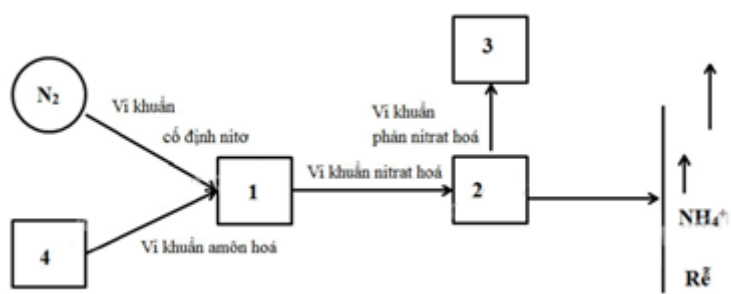 3
N₂
Vi khuẩn
cố định nitơ
Vi khuẩn
phản nitrat hoá
1
Vi khuẩn nitrat hoá
2
4
Vi khuẩn amôn hoá
NH₄⁺
Rễ